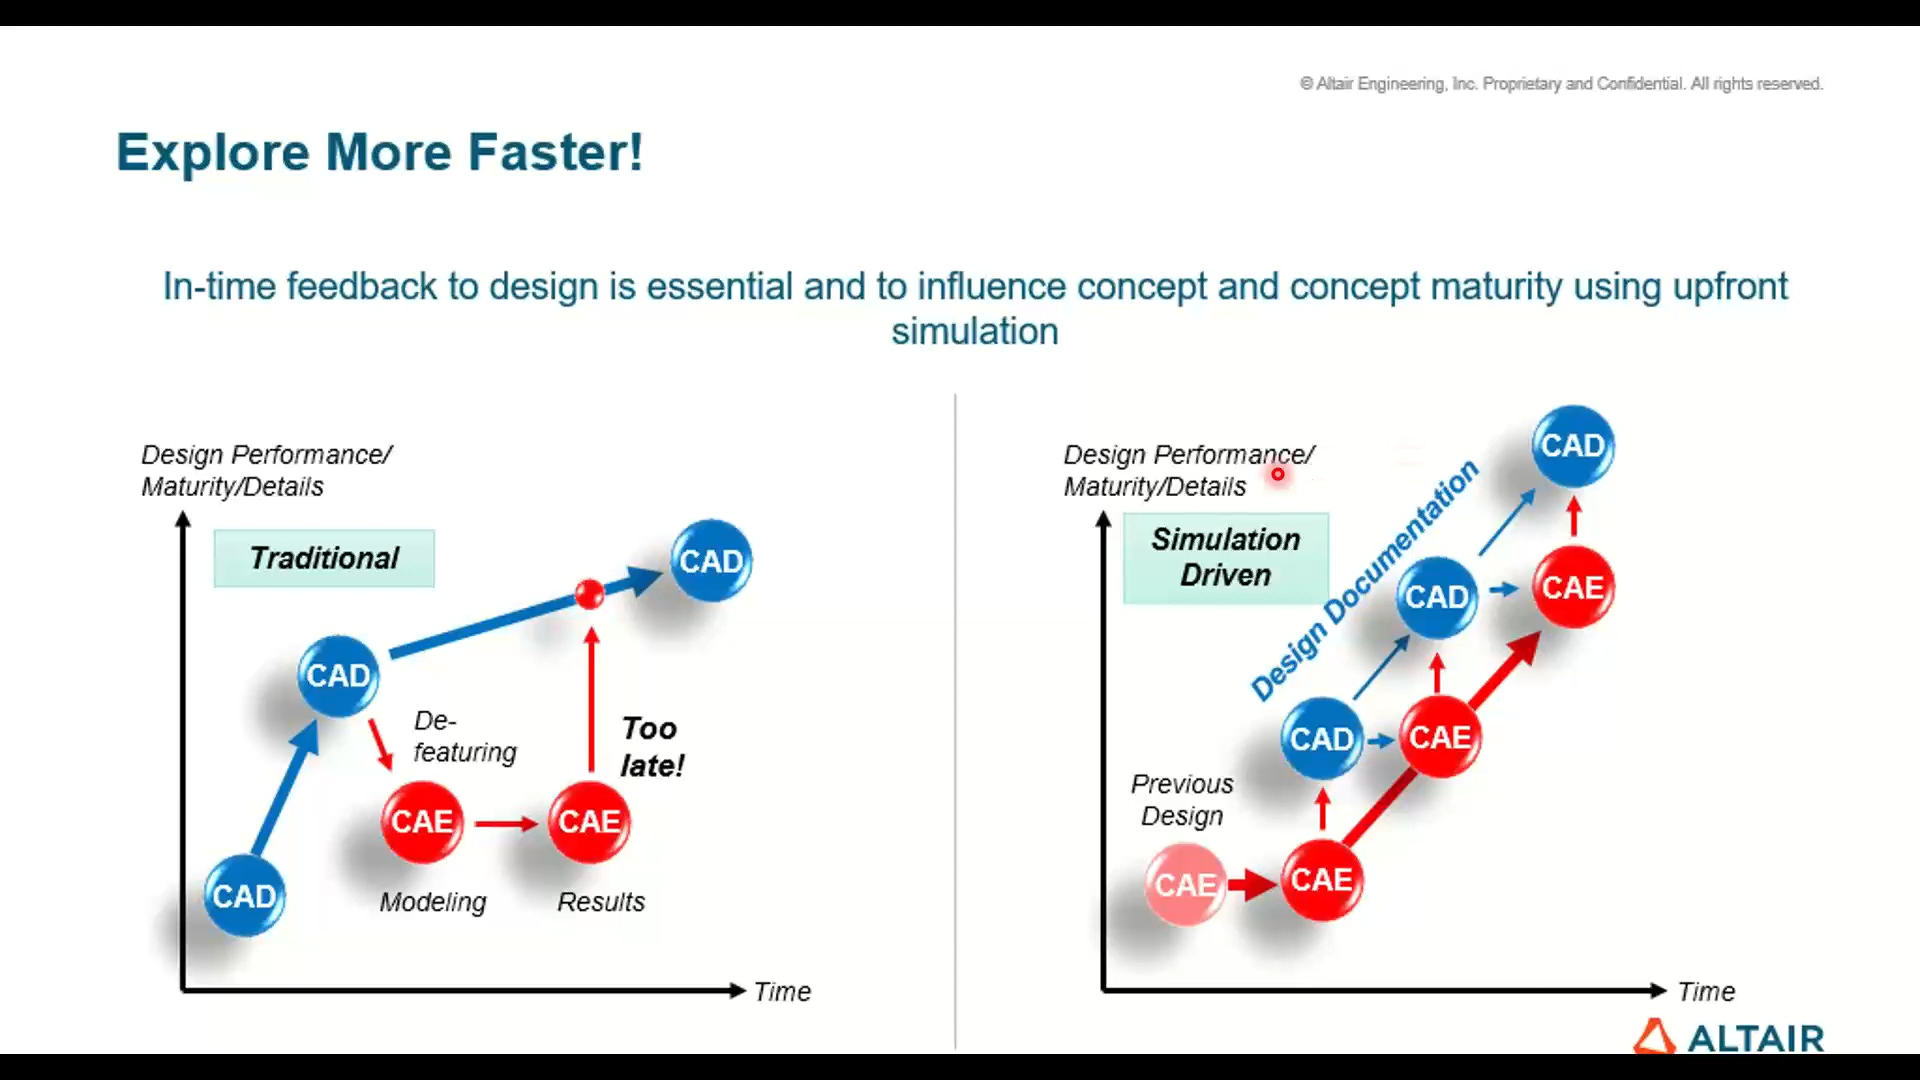 © Altair Engineering, Inc. Proprietary and Confidential. All rights reserved.
Explore More Faster!
In-time feedback to design is essential and to influence concept and concept maturity using upfront
simulation
Design Performance/
Maturity/Details
Traditional
CAD
CAD
De-
featuring
Too
late!
CAE
CAE
CAD
Modeling
Results
Time
Design Performance/
Maturity/Details
Simulation
Driven
Design Documentation
CAD
CAD
CAE
CAD
CAE
Previous
Design
CAE
CAE
Time
ALTAIR